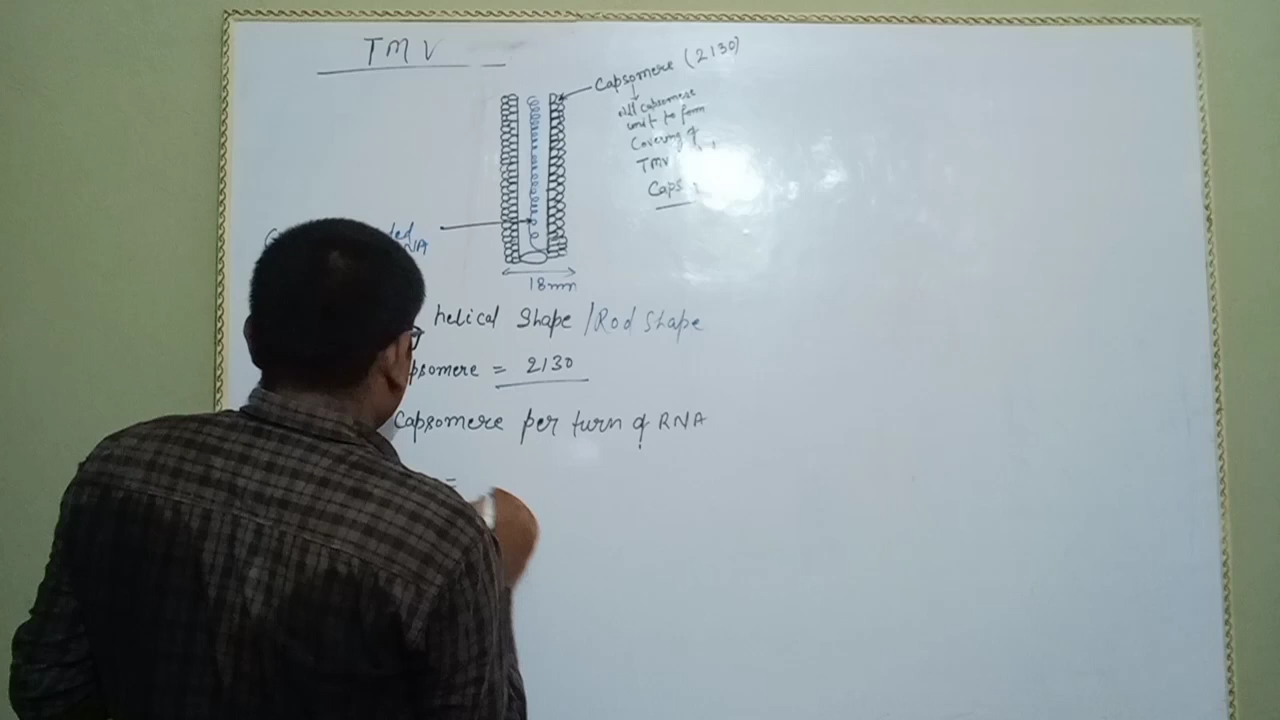 TMV
Capsomere (2130)
all capsomere
unit to form
Covering of
TMV
Caps
18nm
helical Shape / Rod Shape
psomere = 2130
Capsomere per turn of RNA
=